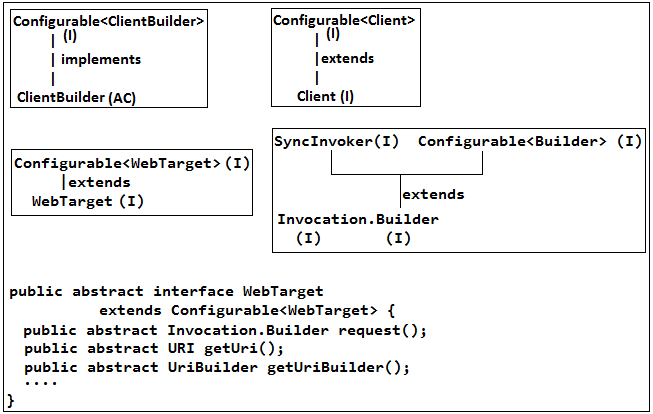 Configurable<ClientBuilder>
(I)
implements
ClientBuilder (AC)
Configurable<Client>
(I)
extends
Client (I)
Configurable<WebTarget> (I)
extends
WebTarget (I)
SyncInvoker(I) Configurable<Builder> (I)
extends
Invocation.Builder
(I) (I)
public abstract interface WebTarget
extends Configurable<WebTarget> {
public abstract Invocation.Builder request();
public abstract URI getUri();
public abstract UriBuilder getUriBuilder();
....
}